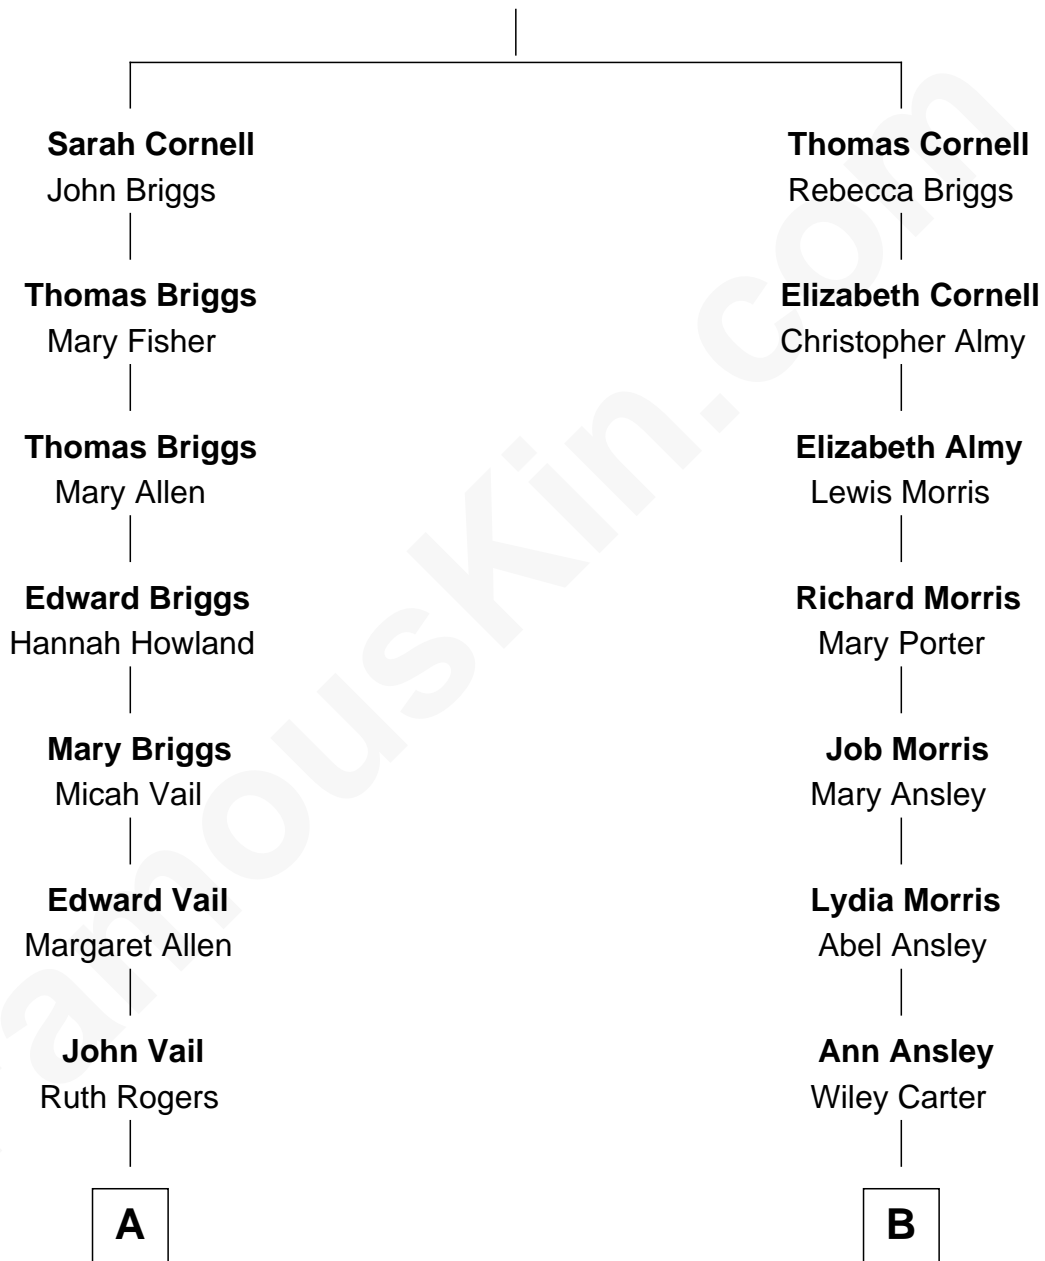 Sarah Cornell
John Briggs
Thomas Briggs
Mary Fisher
Thomas Briggs
Mary Allen
Edward Briggs
Hannah Howland
Mary Briggs
Micah Vail
Edward Vail
Margaret Allen
John Vail
Ruth Rogers
A
Thomas Cornell
Rebecca Briggs
Elizabeth Cornell
Christopher Almy
Elizabeth Almy
Lewis Morris
Richard Morris
Mary Porter
Job Morris
Mary Ansley
Lydia Morris
Abel Ansley
Ann Ansley
Wiley Carter
B
amousKin.com